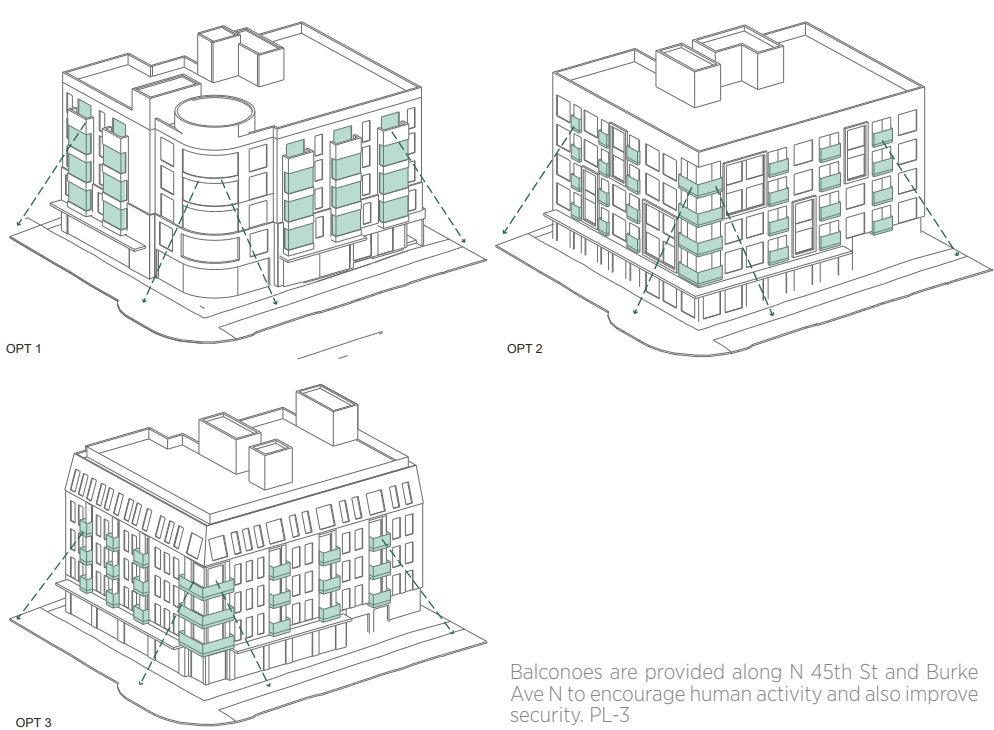 OPT 1
OPT 2
OPT 3
Balconoes are provided along N 45th St and Burke
Ave N to encourage human activity and also improve
security. PL-3